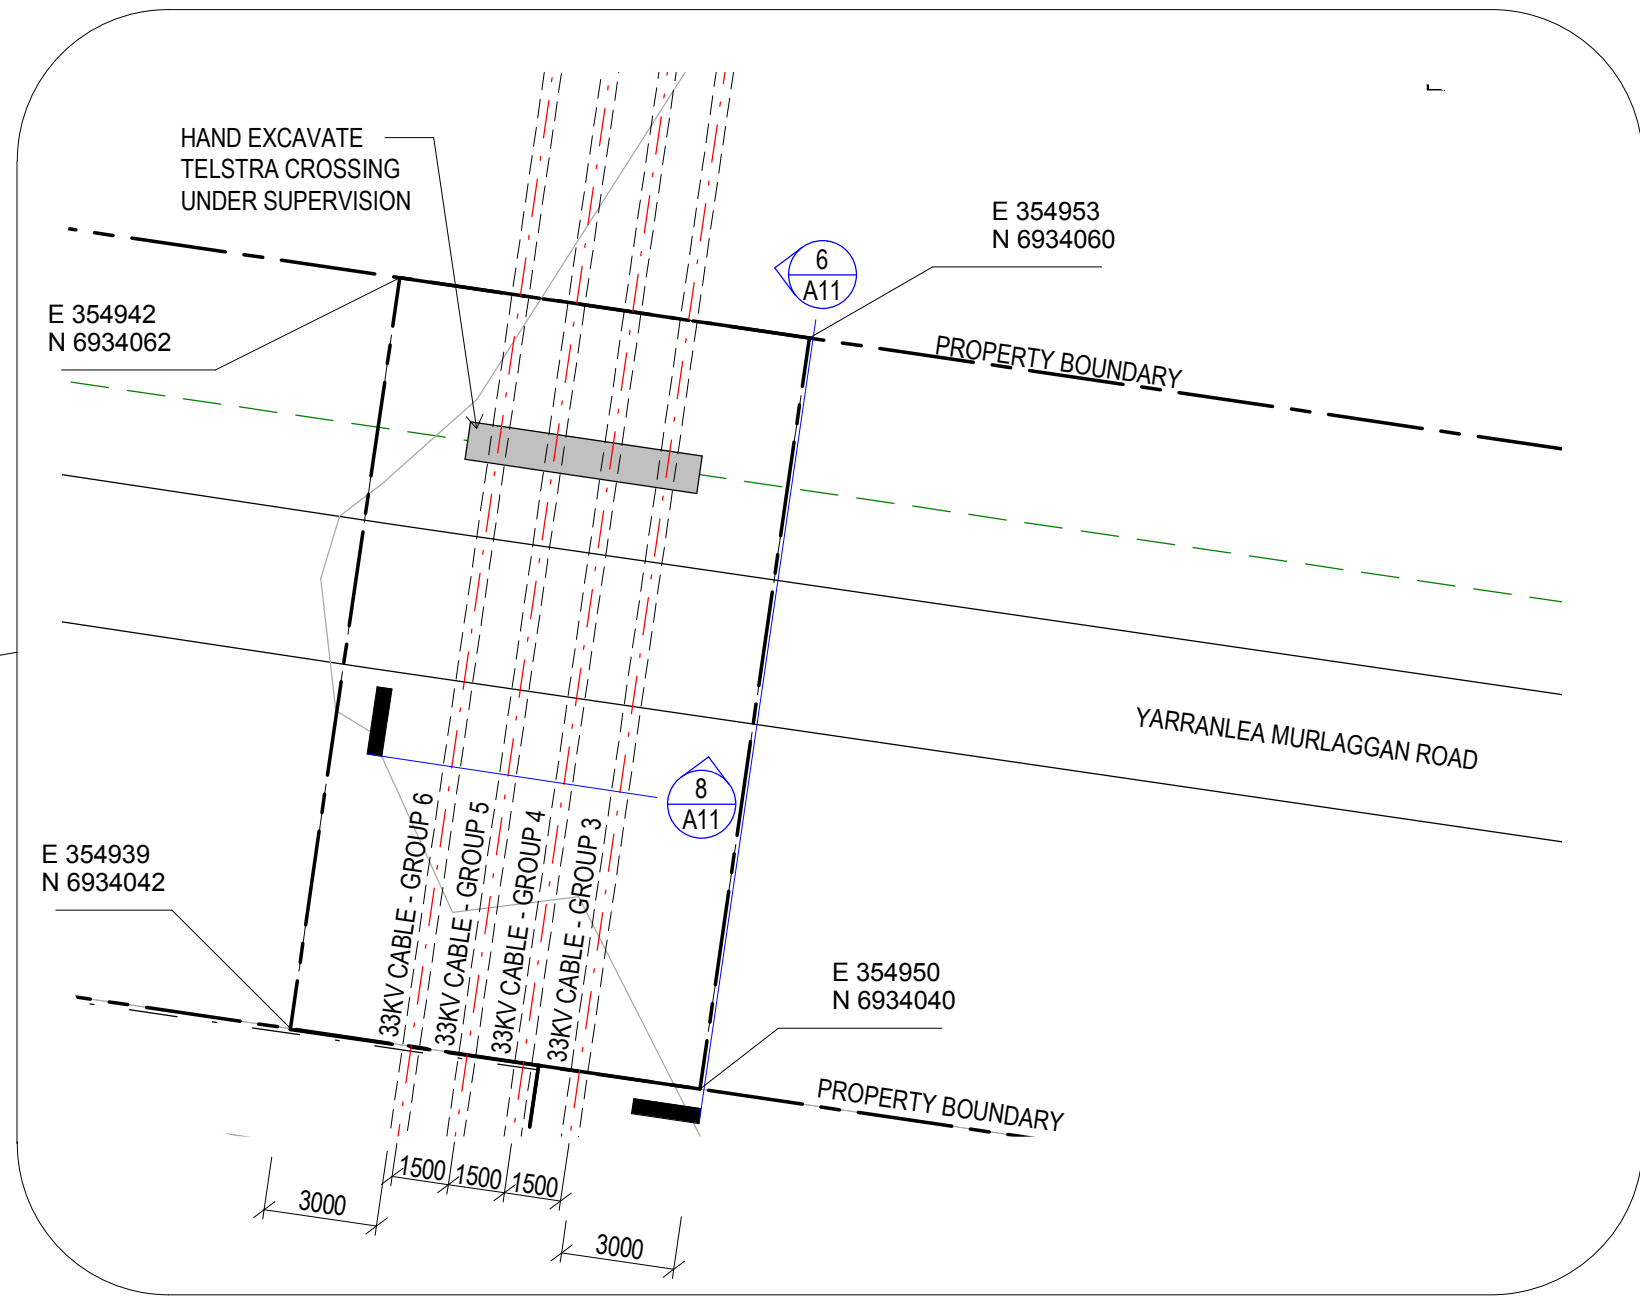 HAND EXCAVATE
TELSTRA CROSSING
UNDER SUPERVISION
E 354953
N 6934060
6
A11
E 354942
N 6934062
PROPERTY BOUNDARY
YARRANLEA MURLAGGAN ROAD
8
A11
33KV CABLE - GROUP 6
33KV CABLE - GROUP 5
33KV CABLE - GROUP 4
33KV CABLE - GROUP 3
E 354939
N 6934042
E 354950
N 6934040
PROPERTY BOUNDARY
1500
1500
1500
3000
3000